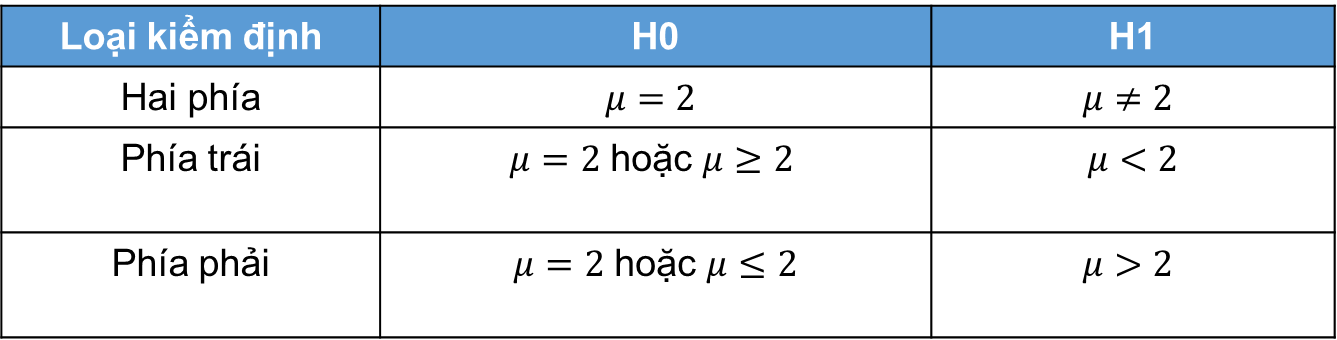 Loại kiểm định H0 H1
Hai phía μ = 2 μ ≠ 2
Phía trái μ = 2 hoặc μ ≥ 2 μ < 2
Phía phải μ = 2 hoặc μ ≤ 2 μ > 2